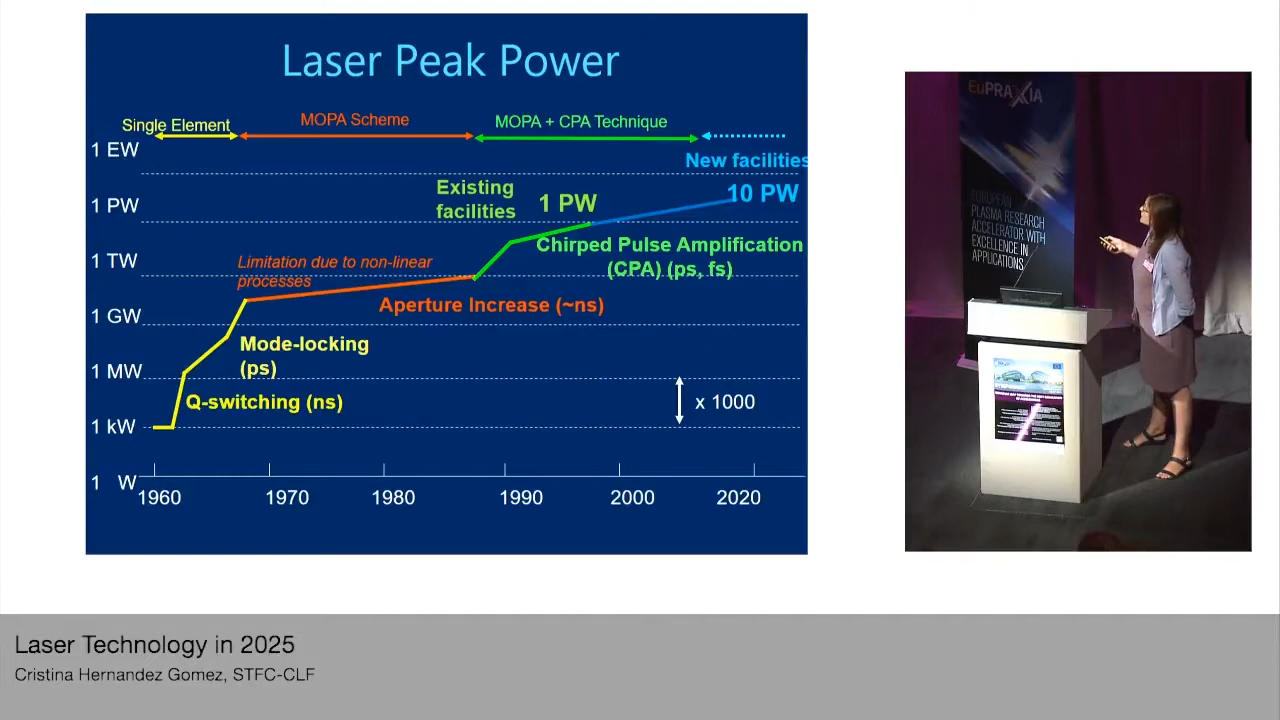 Laser Peak Power
Single Element
MOPA Scheme
MOPA + CPA Technique
1 EW
New facilities
Existing
facilities
1 PW
10 PW
1 PW
Chirped Pulse Amplification
(CPA) (ps, fs)
1 TW
Limitation due to non-linear
processes
Aperture Increase (~ns)
1 GW
Mode-locking
(ps)
1 MW
Q-switching (ns)
x 1000
1 kW
1 W
1960 1970 1980 1990 2000 2020
EuPRAXIA
EUROPEAN
PLASMA RESEARCH
ACCELERATOR WITH
EXCELLENCE IN
APPLICATIONS
Laser Technology in 2025
Cristina Hernandez Gomez, STFC-CLF